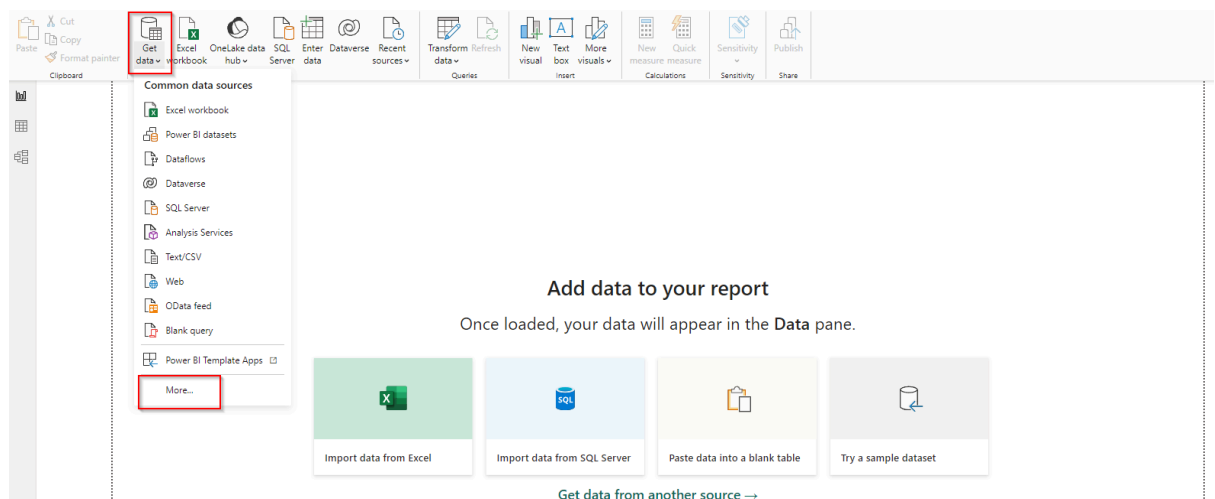 Paste
Cut
Copy
Format painter
Clipboard
Get data
Excel workbook
OneLake data hub
SQL Server
Enter data
Dataverse
Recent sources
Transform data
Refresh
Queries
New visual
Text box
More visuals
Insert
New measure
Quick measure
Calculations
Sensitivity
Sensitivity
Publish
Share
Common data sources
Excel workbook
Power BI datasets
Dataflows
Dataverse
SQL Server
Analysis Services
Text/CSV
Web
OData feed
Blank query
Power BI Template Apps
More...
Add data to your report
Once loaded, your data will appear in the Data pane.
SQL
Import data from Excel
Import data from SQL Server
Paste data into a blank table
Try a sample dataset
Get data from another source →